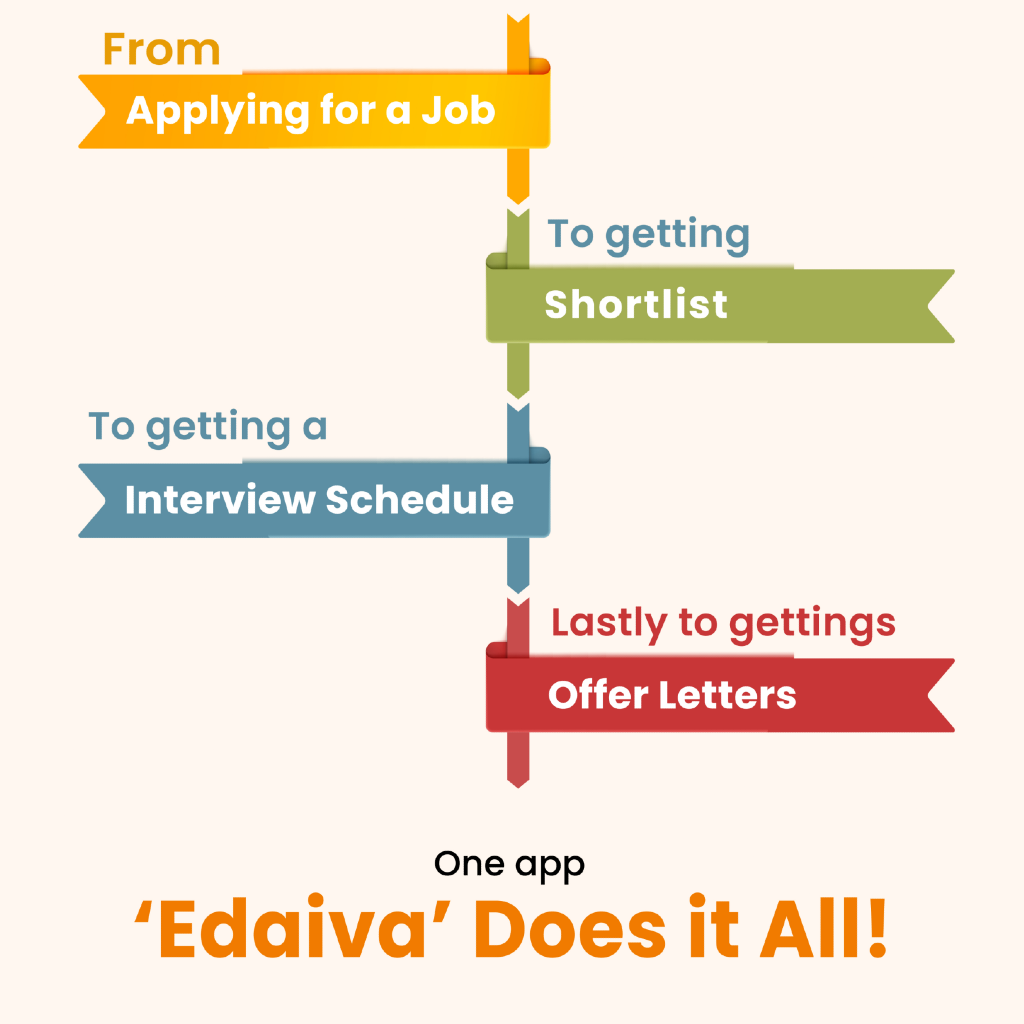 From
Applying for a Job
To getting
Shortlist
To getting a
Interview Schedule
Lastly to gettings
Offer Letters
One app
‘Edaiva’ Does it All!